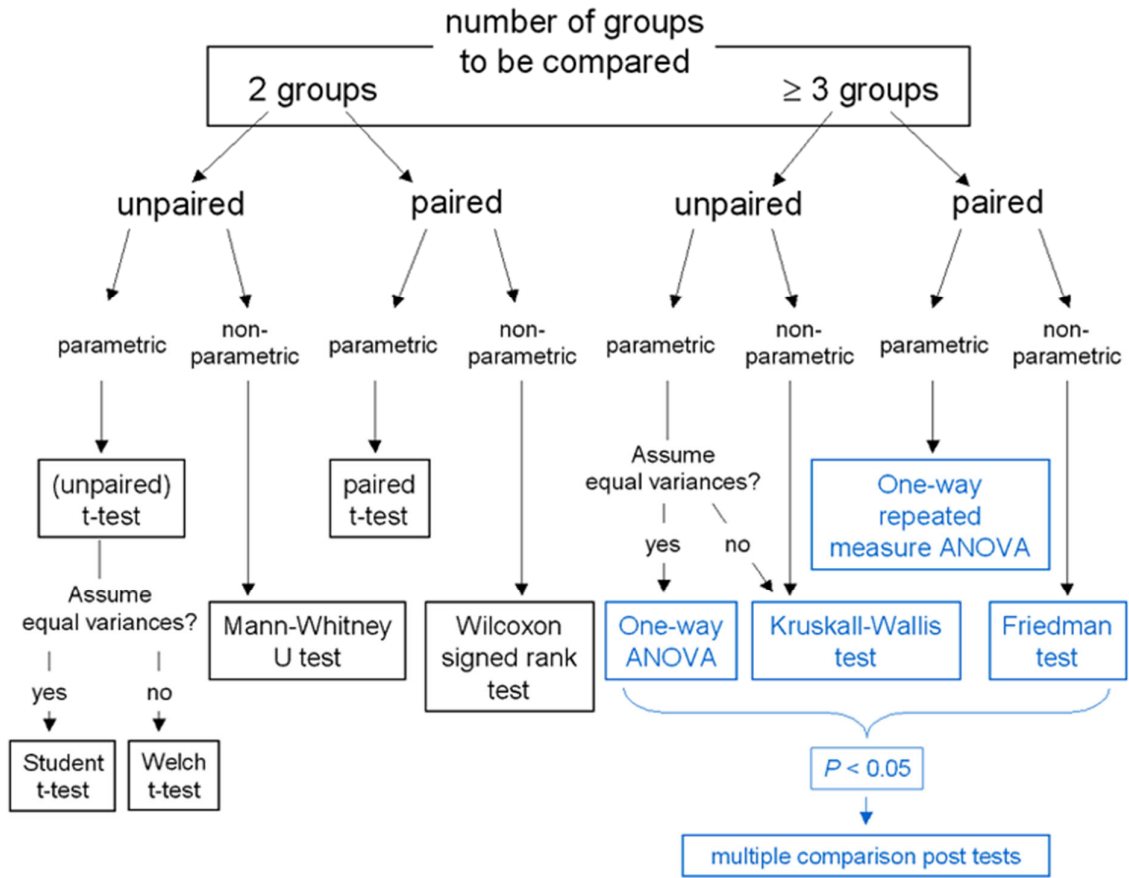 number of groups
to be compared
2 groups
≥ 3 groups
unpaired
paired
unpaired
paired
parametric
non-
parametric
parametric
non-
parametric
parametric
non-
parametric
parametric
non-
parametric
(unpaired)
t-test
paired
t-test
Assume
equal variances?
One-way
repeated
measure ANOVA
yes
no
Assume
equal variances?
Mann-Whitney
U test
Wilcoxon
signed rank
test
One-way
ANOVA
Kruskall-Wallis
test
Friedman
test
yes
no
Student
t-test
Welch
t-test
P < 0.05
multiple comparison post tests